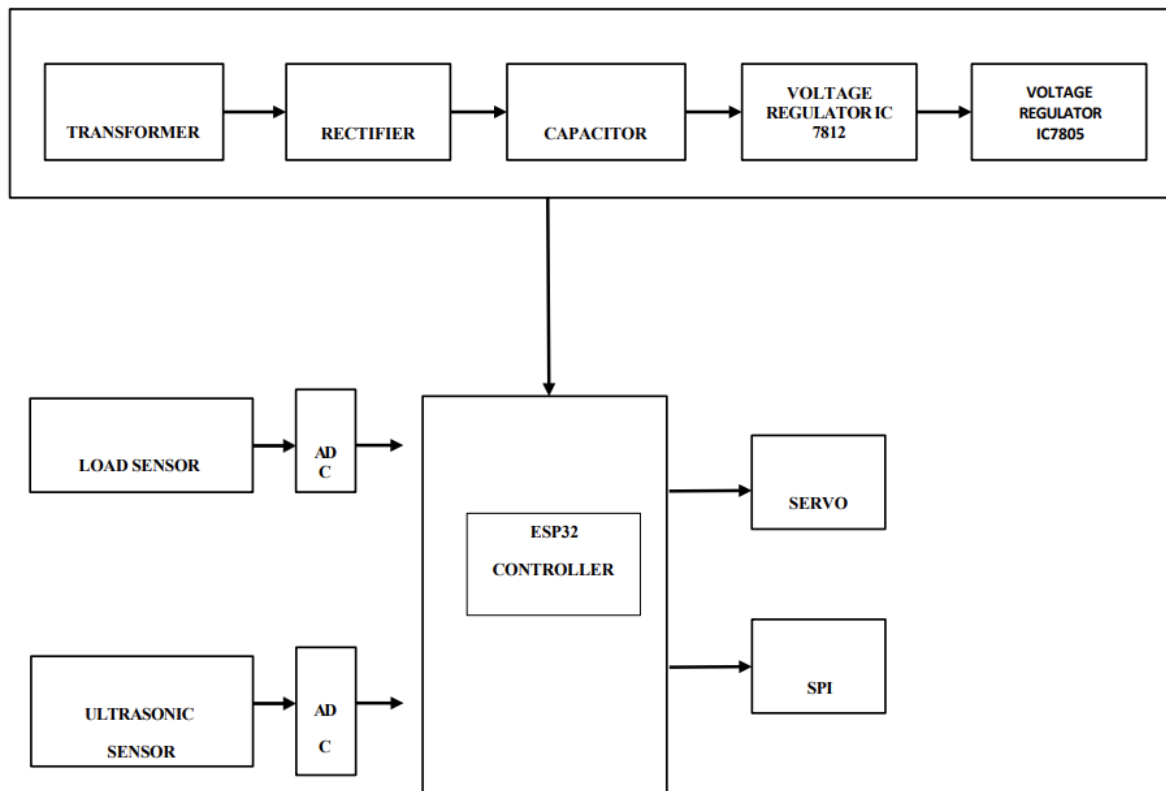 TRANSFORMER
RECTIFIER
CAPACITOR
VOLTAGE
REGULATOR IC
7812
VOLTAGE
REGULATOR
IC7805
LOAD SENSOR
AD
C
ESP32
CONTROLLER
SERVO
ULTRASONIC
SENSOR
AD
C
SPI